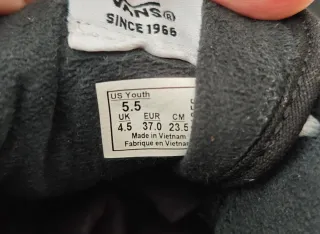 VANS®
SINCE 1966
US Youth
5.5
UK EUR CM
4.5 37.0 23.5
Made in Vietnam
Fabrique en Vietnam